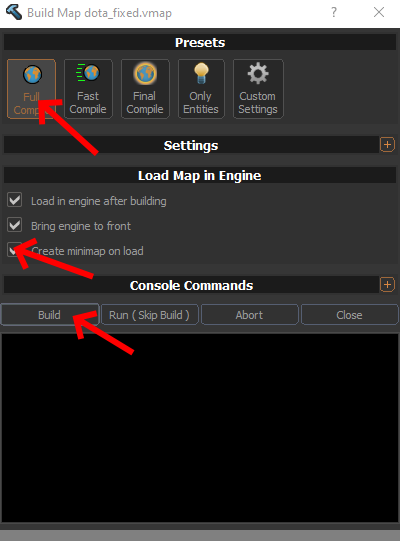 Build Map dota_fixed.vmap
?
Presets
Full
Compile
Fast
Compile
Final
Compile
Only
Entities
Custom
Settings
Settings
Load Map in Engine
Load in engine after building
Bring engine to front
Create minimap on load
Console Commands
Build
Run ( Skip Build )
Abort
Close